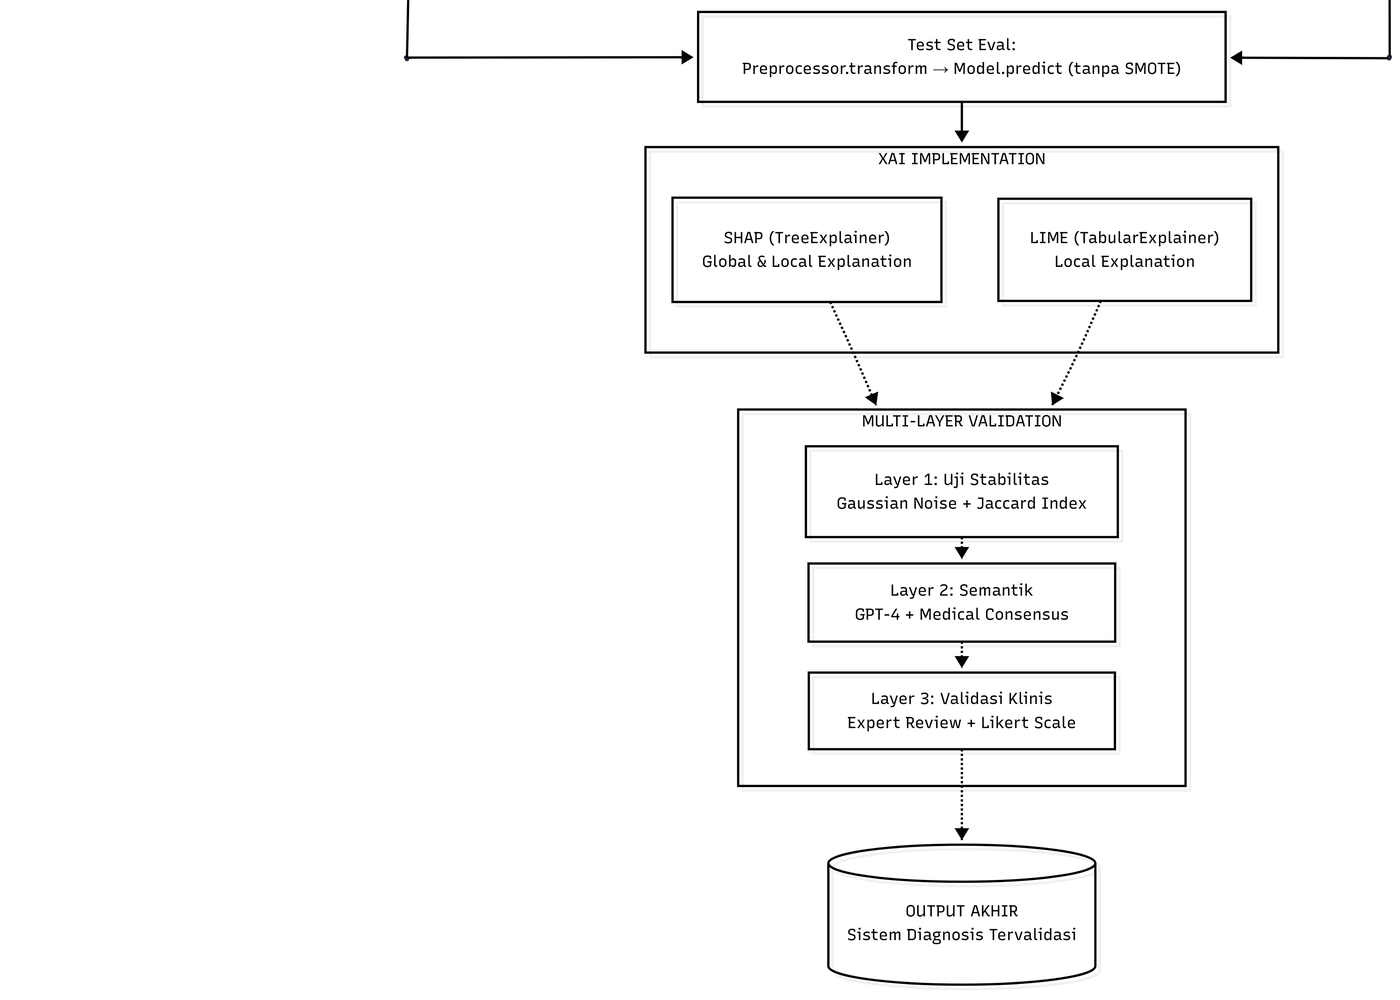 Test Set Eval:
Preprocessor.transform → Model.predict (tanpa SMOTE)
XAI IMPLEMENTATION
SHAP (TreeExplainer)
Global & Local Explanation
LIME (TabularExplainer)
Local Explanation
MULTI-LAYER VALIDATION
Layer 1: Uji Stabilitas
Gaussian Noise + Jaccard Index
Layer 2: Semantik
GPT-4 + Medical Consensus
Layer 3: Validasi Klinis
Expert Review + Likert Scale
OUTPUT AKHIR
Sistem Diagnosis Tervalidasi